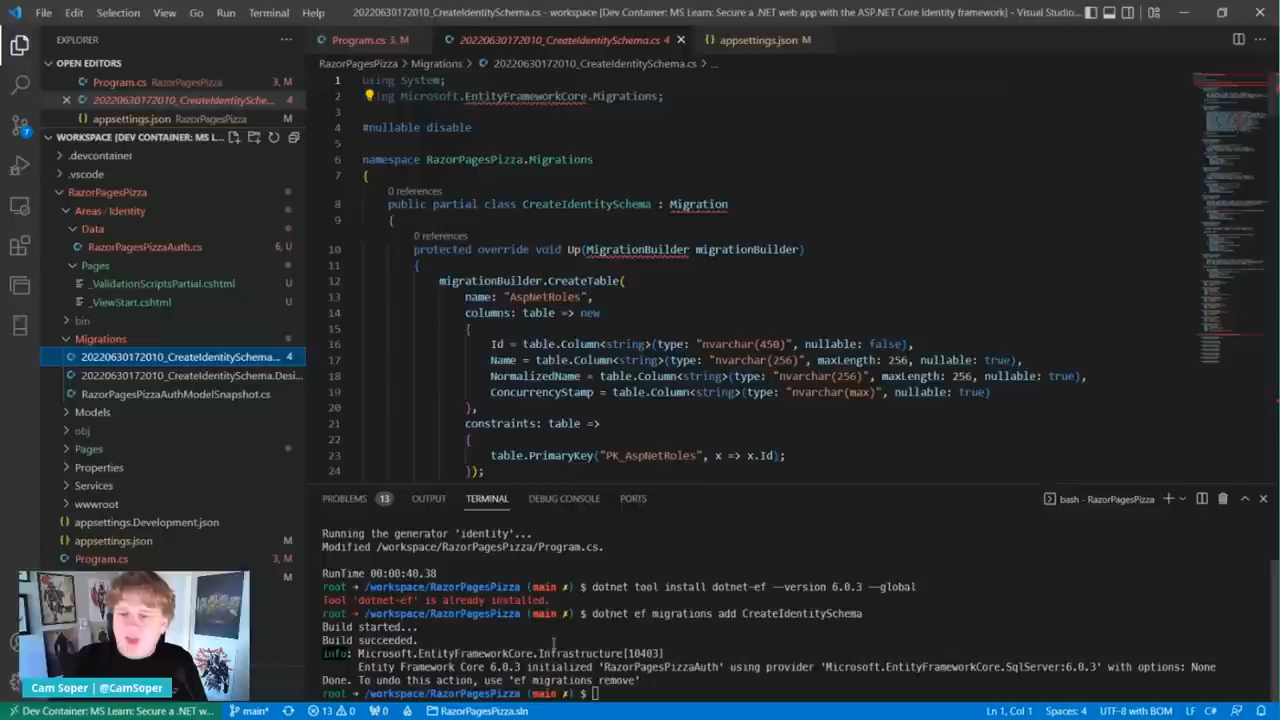 File Edit Selection View Go Run Terminal Help 20220630172010_CreateIdentitySchema.cs - workspace [Dev Container: MS Learn: Secure a .NET web app with the ASP.NET Core Identity framework] - Visual Studio...
EXPLORER
OPEN EDITORS
Program.cs RazorPagesPizza 3, M
20220630172010_CreateIdentitySche... 4
appsettings.json RazorPagesPizza M
WORKSPACE [DEV CONTAINER: MS L...
.devcontainer
.vscode
RazorPagesPizza
Areas / Identity
Data
RazorPagesPizzaAuth.cs 6, U
Pages
_ValidationScriptsPartial.cshtml U
_ViewStart.cshtml U
bin
Migrations
20220630172010_CreateIdentitySchema... 4
20220630172010_CreateIdentitySchema.Desi...
RazorPagesPizzaAuthModelSnapshot.cs
Models
obj
Pages
Properties
Services
wwwroot
appsettings.Development.json
appsettings.json M
Program.cs 3, M
M
Cam Soper | @CamSoper
Program.cs 3, M 20220630172010_CreateIdentitySchema.cs 4 appsettings.json M
RazorPagesPizza > Migrations > 20220630172010_CreateIdentitySchema.cs > ...
1 using System;
2 ing Microsoft.EntityFrameworkCore.Migrations;
3
4 #nullable disable
5
6 namespace RazorPagesPizza.Migrations
7 {
0 references
8 public partial class CreateIdentitySchema : Migration
9 {
0 references
10 protected override void Up(MigrationBuilder migrationBuilder)
11 {
12 migrationBuilder.CreateTable(
13 name: "AspNetRoles",
14 columns: table => new
15 {
16 Id = table.Column<string>(type: "nvarchar(450)", nullable: false),
17 Name = table.Column<string>(type: "nvarchar(256)", maxLength: 256, nullable: true),
18 NormalizedName = table.Column<string>(type: "nvarchar(256)", maxLength: 256, nullable: true),
19 ConcurrencyStamp = table.Column<string>(type: "nvarchar(max)", nullable: true)
20 },
21 constraints: table =>
22 {
23 table.PrimaryKey("PK_AspNetRoles", x => x.Id);
24 });
PROBLEMS 13 OUTPUT TERMINAL DEBUG CONSOLE PORTS bash - RazorPagesPizza
Running the generator 'identity'...
Modified /workspace/RazorPagesPizza/Program.cs.
RunTime 00:00:40.38
root ➜ /workspace/RazorPagesPizza (main ✗) $ dotnet tool install dotnet-ef --version 6.0.3 --global
Tool 'dotnet-ef' is already installed.
root ➜ /workspace/RazorPagesPizza (main ✗) $ dotnet ef migrations add CreateIdentitySchema
Build started...
Build succeeded.
info: Microsoft.EntityFrameworkCore.Infrastructure[10403]
Entity Framework Core 6.0.3 initialized 'RazorPagesPizzaAuth' using provider 'Microsoft.EntityFrameworkCore.SqlServer:6.0.3' with options: None
Done. To undo this action, use 'ef migrations remove'
root ➜ /workspace/RazorPagesPizza (main ✗) $
Dev Container: MS Learn: Secure a .NET w... main* 13 0 0 RazorPagesPizza.sln Ln 1, Col 1 Spaces: 4 UTF-8 with BOM LF C#